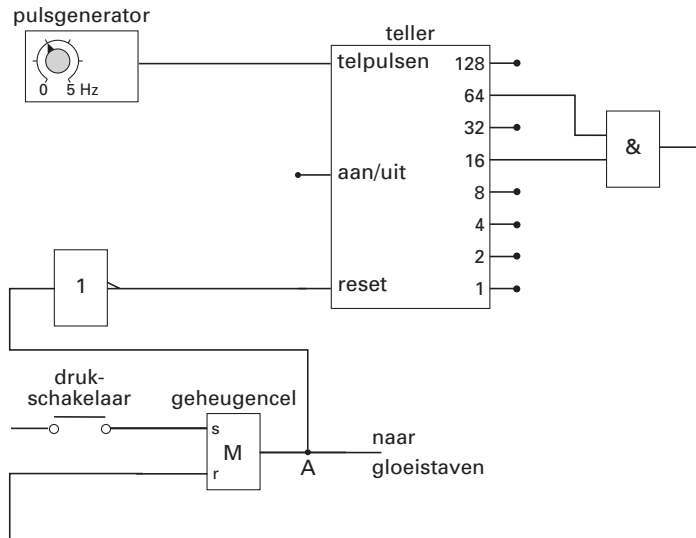 pulsgenerator
0 5 Hz
teller
telpulsen
aan/uit
reset
128
64
32
16
8
4
2
1
&
1
druk-
schakelaar
geheugencel
s
M
r
A
naar
gloeistaven